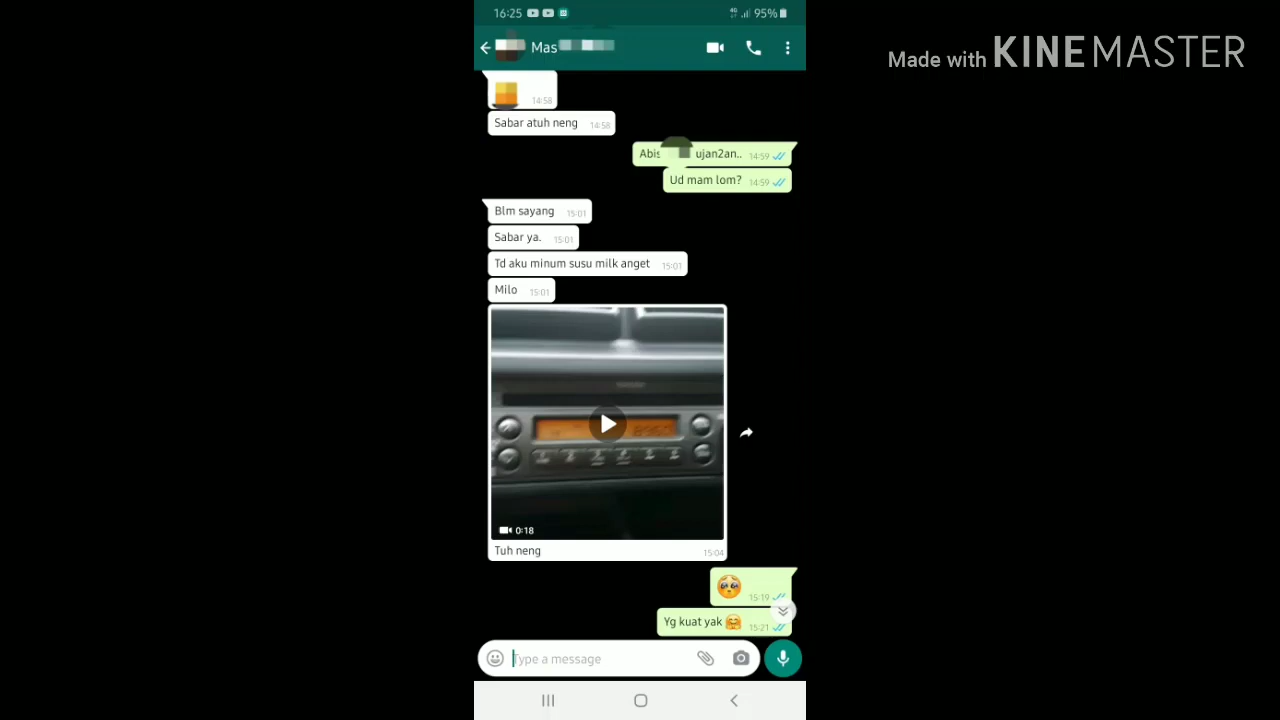 16:25
4G
95%
Made with KINEMASTER
Mas
14:58
Sabar atuh neng 14:58
Abis ujan2an.. 14:59
Ud mam lom? 14:59
Blm sayang 15:01
Sabar ya. 15:01
Td aku minum susu milk anget 15:01
Milo 15:01
0:18
Tuh neng 15:04
15:19
Yg kuat yak 15:21
Type a message